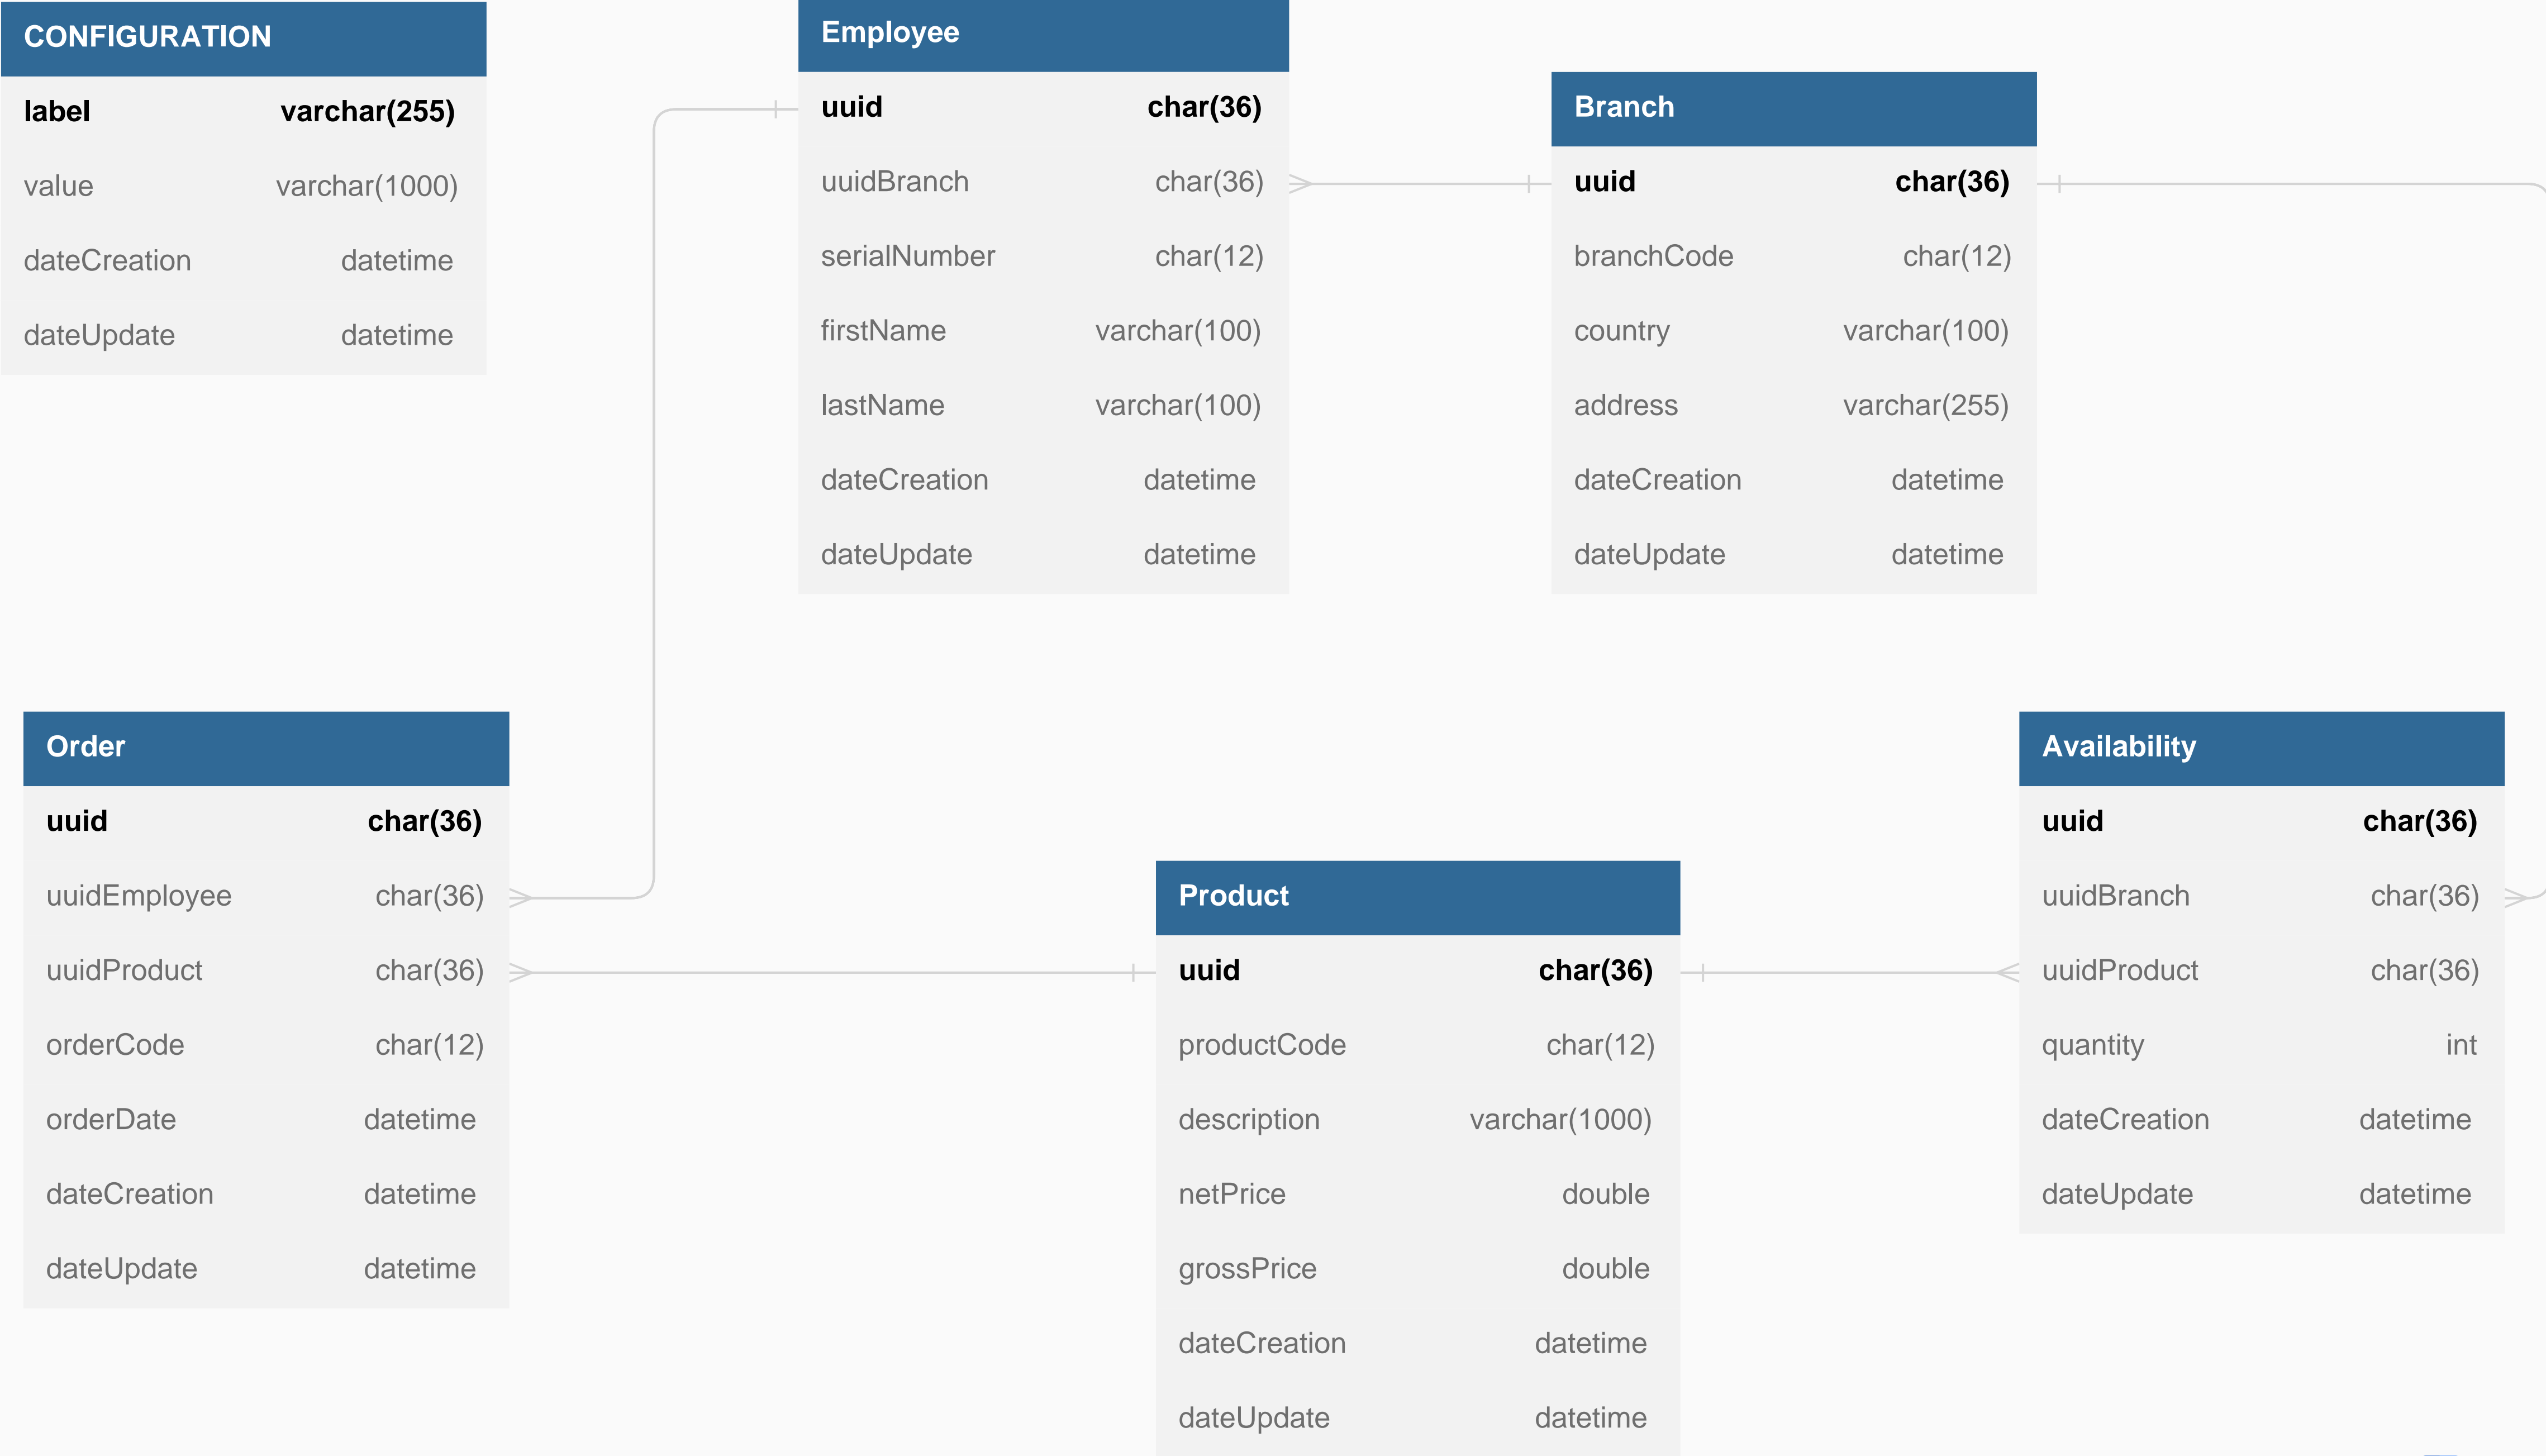 CONFIGURATION
label varchar(255)
value varchar(1000)
dateCreation datetime
dateUpdate datetime
Employee
uuid char(36)
uuidBranch char(36)
serialNumber char(12)
firstName varchar(100)
lastName varchar(100)
dateCreation datetime
dateUpdate datetime
Branch
uuid char(36)
branchCode char(12)
country varchar(100)
address varchar(255)
dateCreation datetime
dateUpdate datetime
Order
uuid char(36)
uuidEmployee char(36)
uuidProduct char(36)
orderCode char(12)
orderDate datetime
dateCreation datetime
dateUpdate datetime
Product
uuid char(36)
productCode char(12)
description varchar(1000)
netPrice double
grossPrice double
dateCreation datetime
dateUpdate datetime
Availability
uuid char(36)
uuidBranch char(36)
uuidProduct char(36)
quantity int
dateCreation datetime
dateUpdate datetime